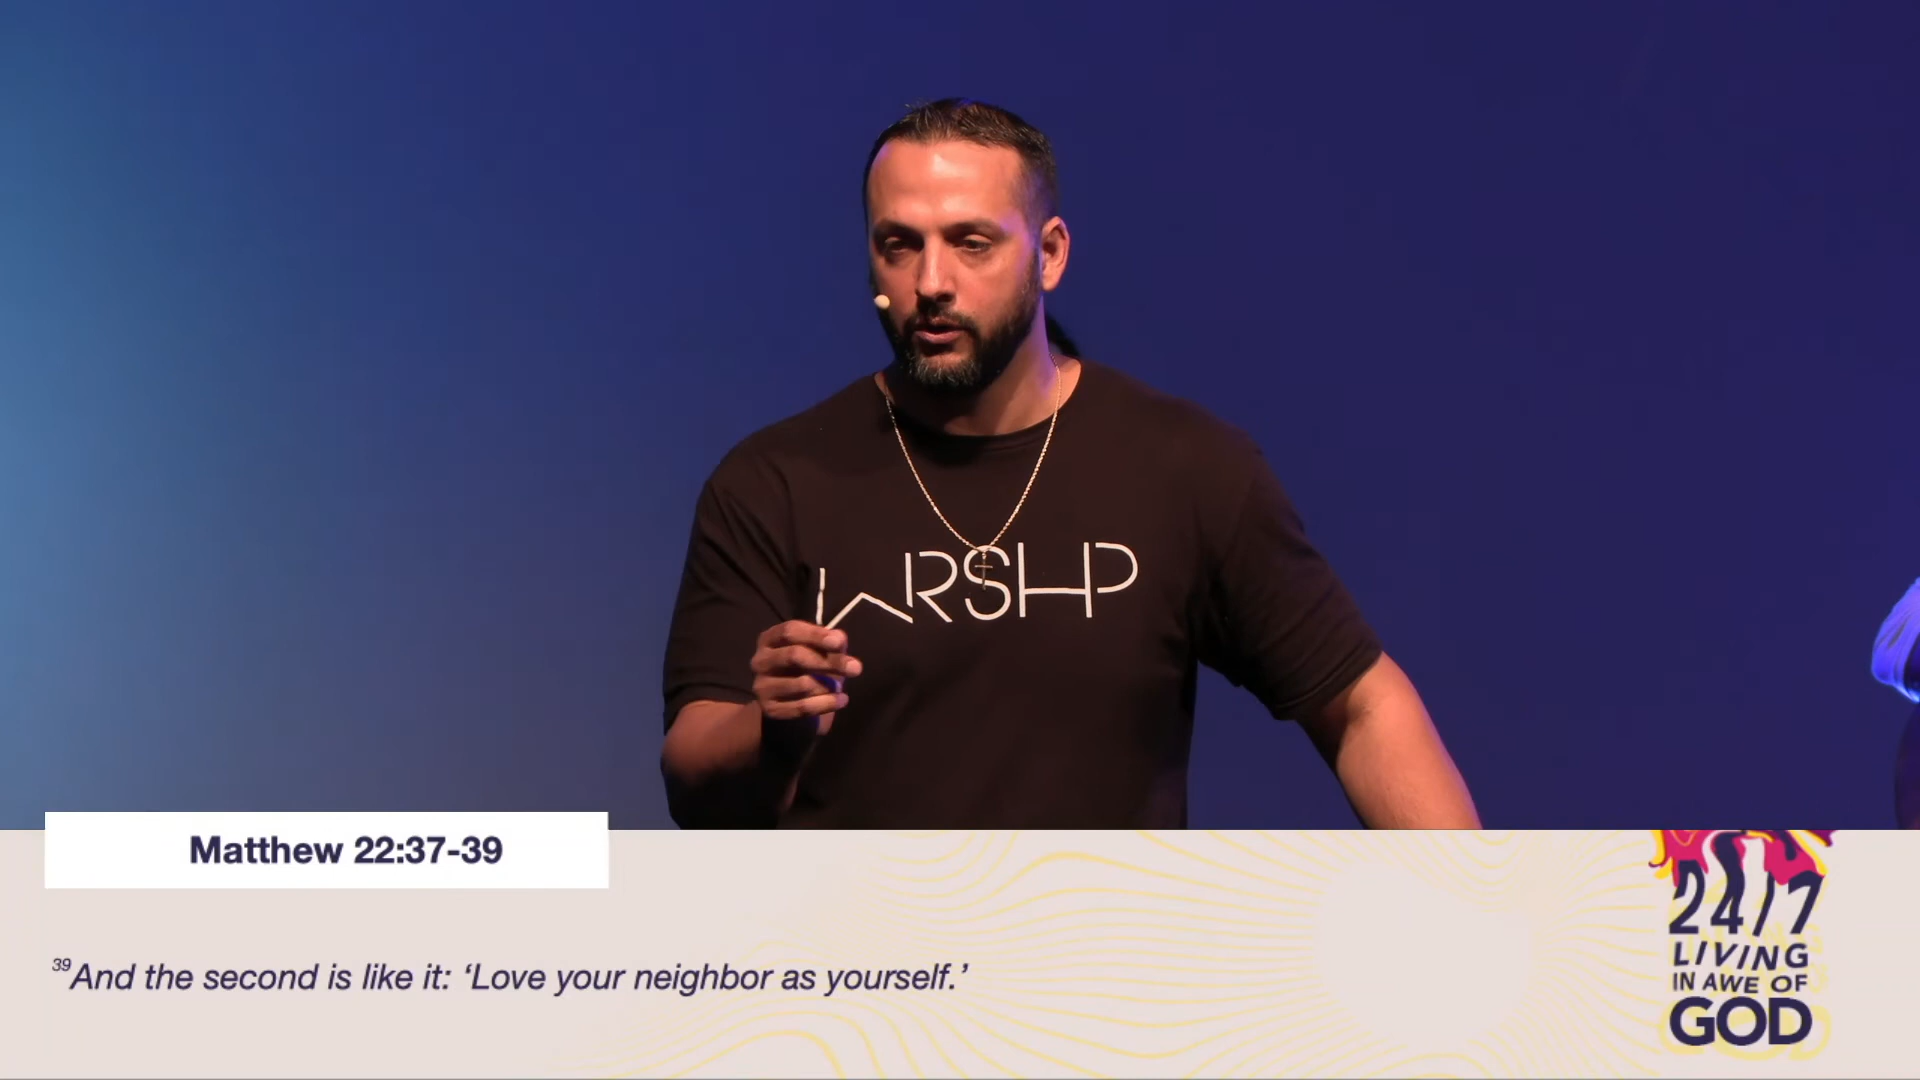 WRSHP
Matthew 22:37-39
³⁹And the second is like it: ‘Love your neighbor as yourself.’
24/7
LIVING
IN AWE OF
GOD